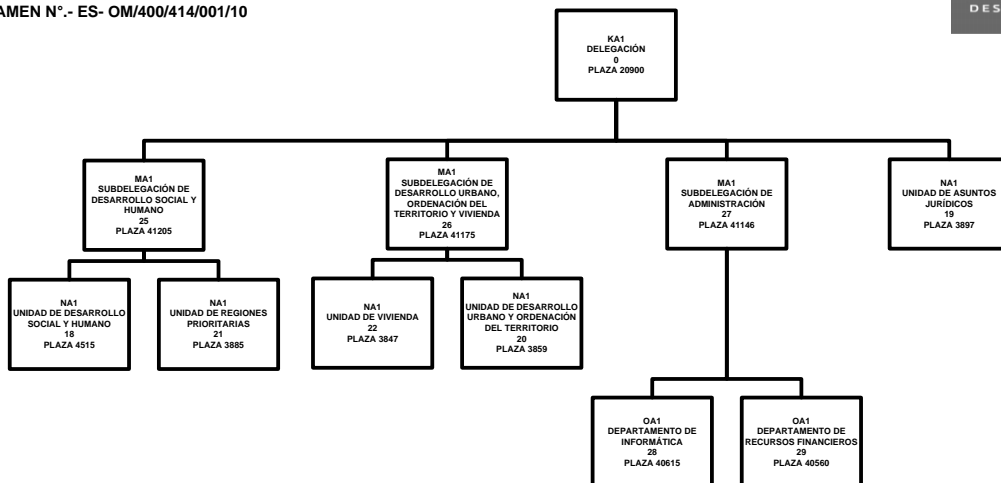 AMEN N°.- ES- OM/400/414/001/10
DES
KA1
DELEGACIÓN
0
PLAZA 20900
MA1
SUBDELEGACIÓN DE
DESARROLLO SOCIAL Y
HUMANO
25
PLAZA 41205
MA1
SUBDELEGACIÓN DE
DESARROLLO URBANO,
ORDENACIÓN DEL
TERRITORIO Y VIVIENDA
26
PLAZA 41175
MA1
SUBDELEGACIÓN DE
ADMINISTRACIÓN
27
PLAZA 41146
NA1
UNIDAD DE ASUNTOS
JURÍDICOS
19
PLAZA 3897
NA1
UNIDAD DE DESARROLLO
SOCIAL Y HUMANO
18
PLAZA 4515
NA1
UNIDAD DE REGIONES
PRIORITARIAS
21
PLAZA 3885
NA1
UNIDAD DE VIVIENDA
22
PLAZA 3847
NA1
UNIDAD DE DESARROLLO
URBANO Y ORDENACIÓN
DEL TERRITORIO
20
PLAZA 3859
OA1
DEPARTAMENTO DE
INFORMÁTICA
28
PLAZA 40615
OA1
DEPARTAMENTO DE
RECURSOS FINANCIEROS
29
PLAZA 40560